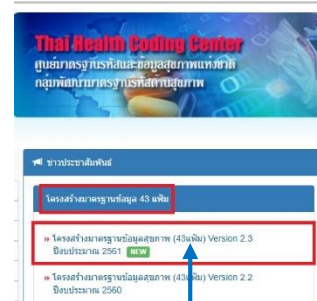 Thai Health Coding Center
ศูนย์มาตรฐานรหัสและข้อมูลสุขภาพแห่งชาติ
กลุ่มพัฒนามาตรฐานรหัสด้านสุขภาพ
ข่าวประชาสัมพันธ์
โครงสร้างมาตรฐานข้อมูล 43 แฟ้ม
โครงสร้างมาตรฐานข้อมูลสุขภาพ (43แฟ้ม) Version 2.3
ปีงบประมาณ 2561 NEW
โครงสร้างมาตรฐานข้อมูลสุขภาพ (43แฟ้ม) Version 2.2
ปีงบประมาณ 2560